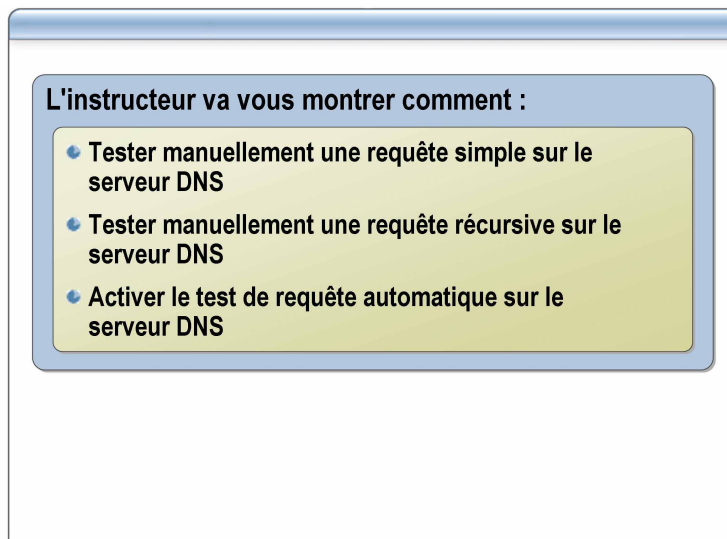 L'instructeur va vous montrer comment :
Tester manuellement une requête simple sur le
serveur DNS
Tester manuellement une requête récursive sur le
serveur DNS
Activer le test de requête automatique sur le
serveur DNS